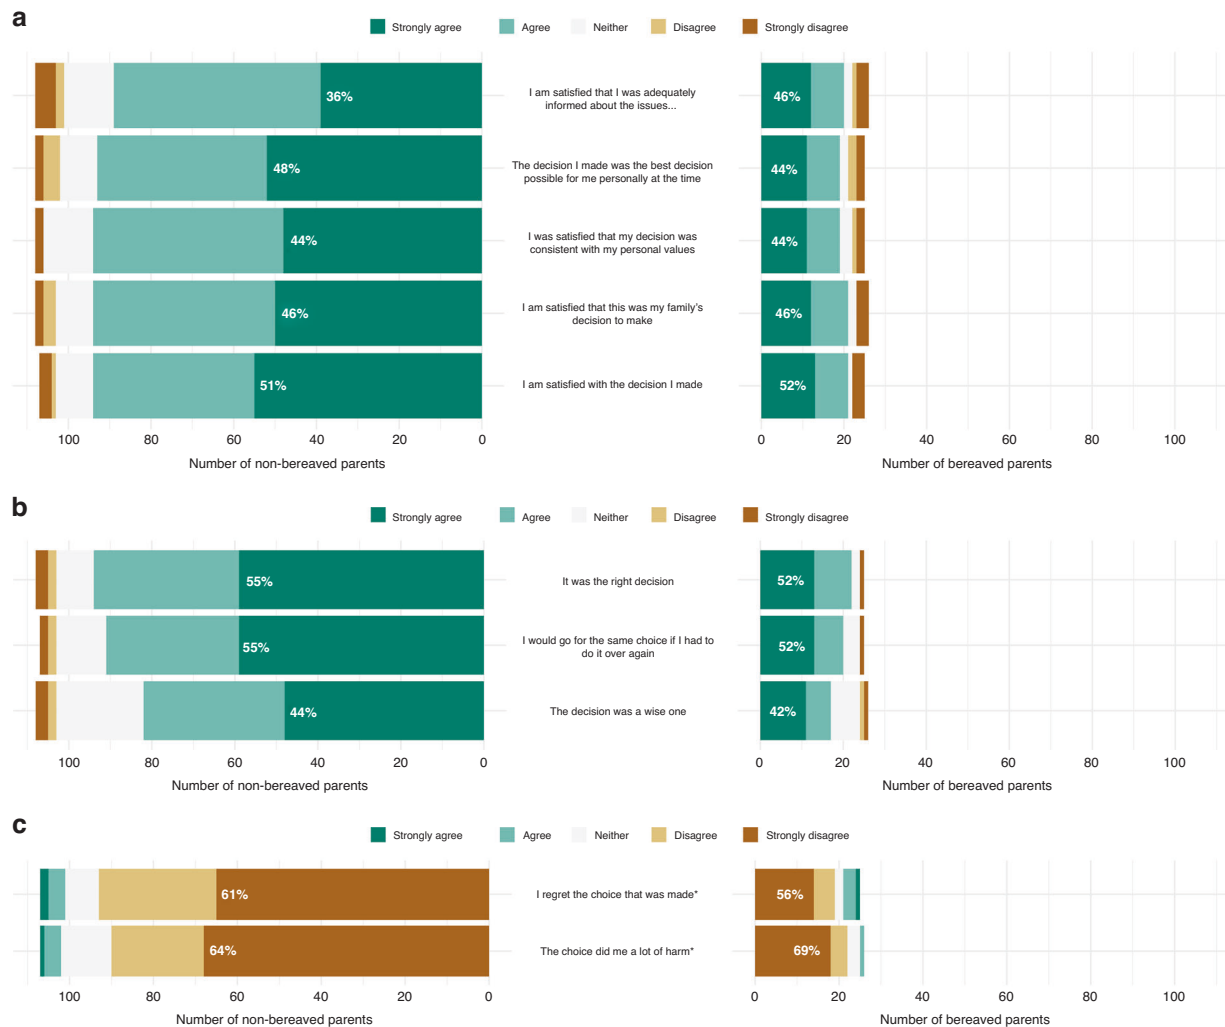 a
Strongly agree Agree Neither Disagree Strongly disagree
36% I am satisfied that I was adequately informed about the issues... 46%
48% The decision I made was the best decision possible for me personally at the time 44%
44% I was satisfied that my decision was consistent with my personal values 44%
46% I am satisfied that this was my family's decision to make 46%
51% I am satisfied with the decision I made 52%
100 80 60 40 20 0 0 20 40 60 80 100
Number of non-bereaved parents Number of bereaved parents
b
Strongly agree Agree Neither Disagree Strongly disagree
55% It was the right decision 52%
55% I would go for the same choice if I had to do it over again 52%
44% The decision was a wise one 42%
100 80 60 40 20 0 0 20 40 60 80 100
Number of non-bereaved parents Number of bereaved parents
c
Strongly agree Agree Neither Disagree Strongly disagree
61% I regret the choice that was made* 56%
64% The choice did me a lot of harm* 69%
100 80 60 40 20 0 0 20 40 60 80 100
Number of non-bereaved parents Number of bereaved parents